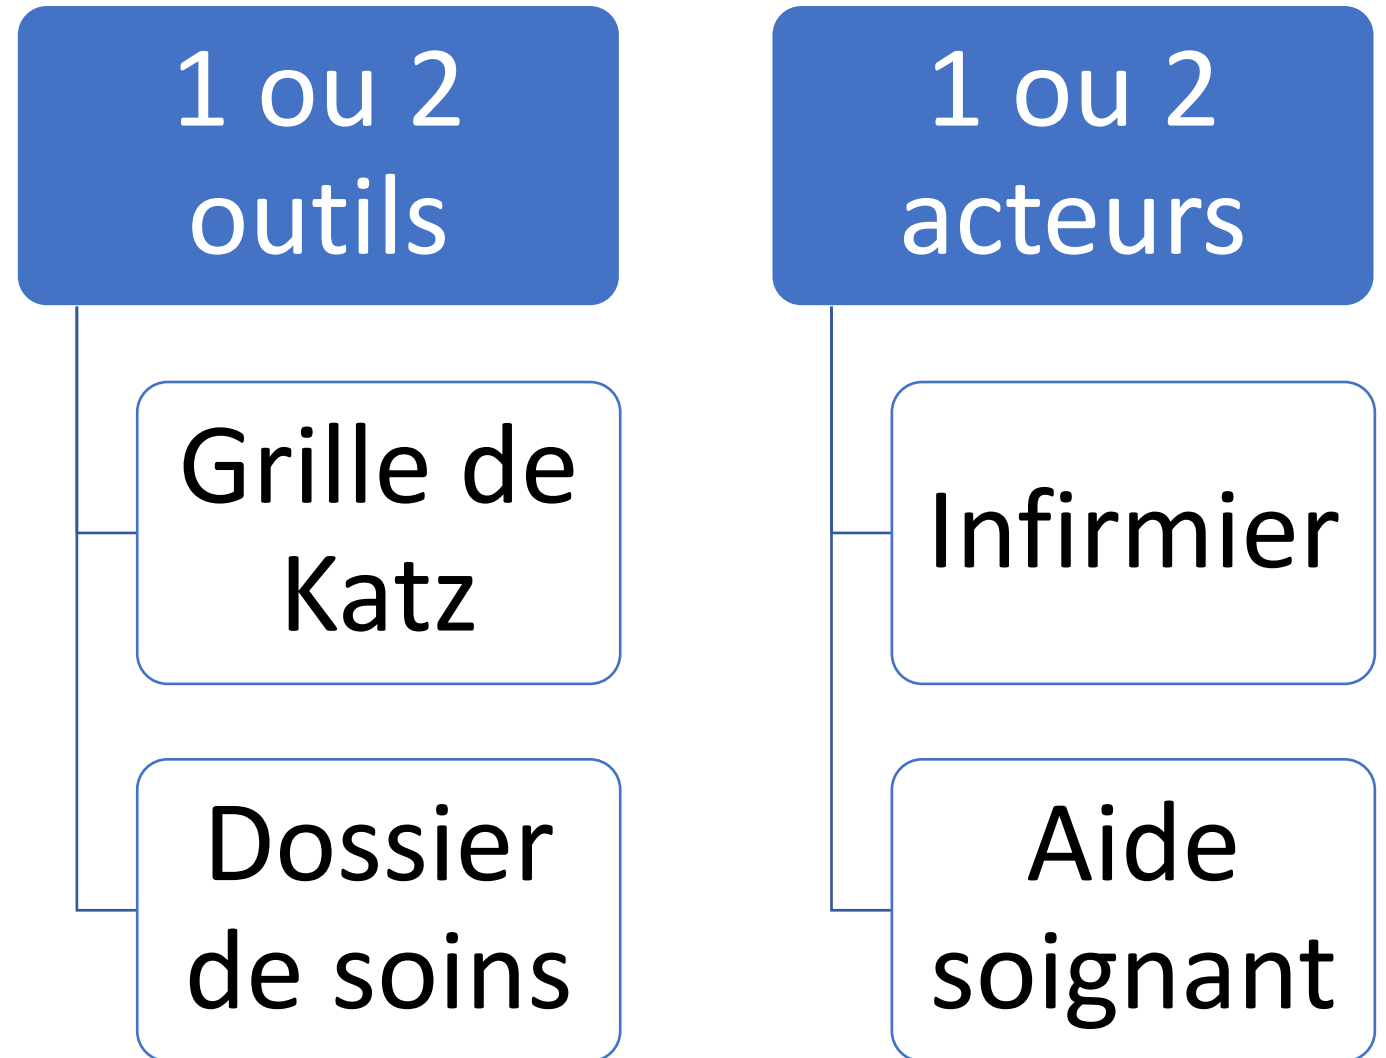 1 ou 2
outils
Grille de
Katz
Dossier
de soins
1 ou 2
acteurs
Infirmier
Aide
soignant